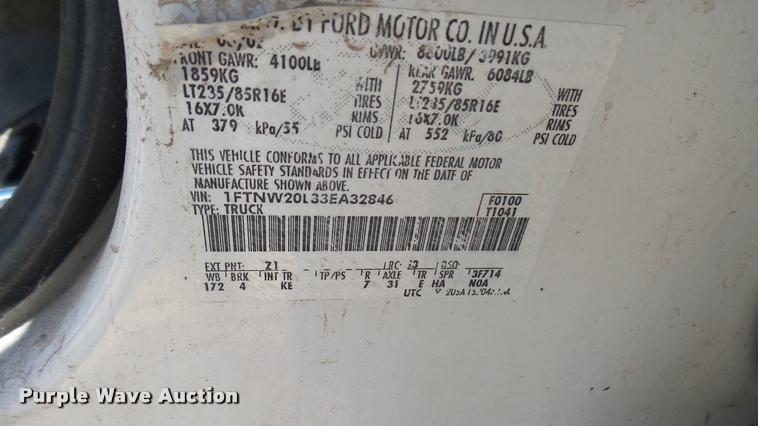 BY FORD MOTOR CO. IN U.S.A.
FRONT GAWR: 4100LB
1859KG WITH
LT235/85R16E TIRES
16X7.0K RIMS
AT 379 kPa/55 PSI COLD
GVWR: 8800LB/3991KG
REAR GAWR: 6084LB
2759KG WITH
LT235/85R16E TIRES
16X7.0K RIMS
AT 552 kPa/80 PSI COLD
THIS VEHICLE CONFORMS TO ALL APPLICABLE FEDERAL MOTOR
VEHICLE SAFETY STANDARDS IN EFFECT ON THE DATE OF
MANUFACTURE SHOWN ABOVE.
VIN: 1FTNW20L33EA32846
TYPE: TRUCK
F0100
T1041
EXT PNT: Z1 RC: DSO:
WB BRK INT TR TP/PS R AXLE TR SPR 3F714
172 4 KE 7 31 E HA N0A
UTC
Purple Wave Auction